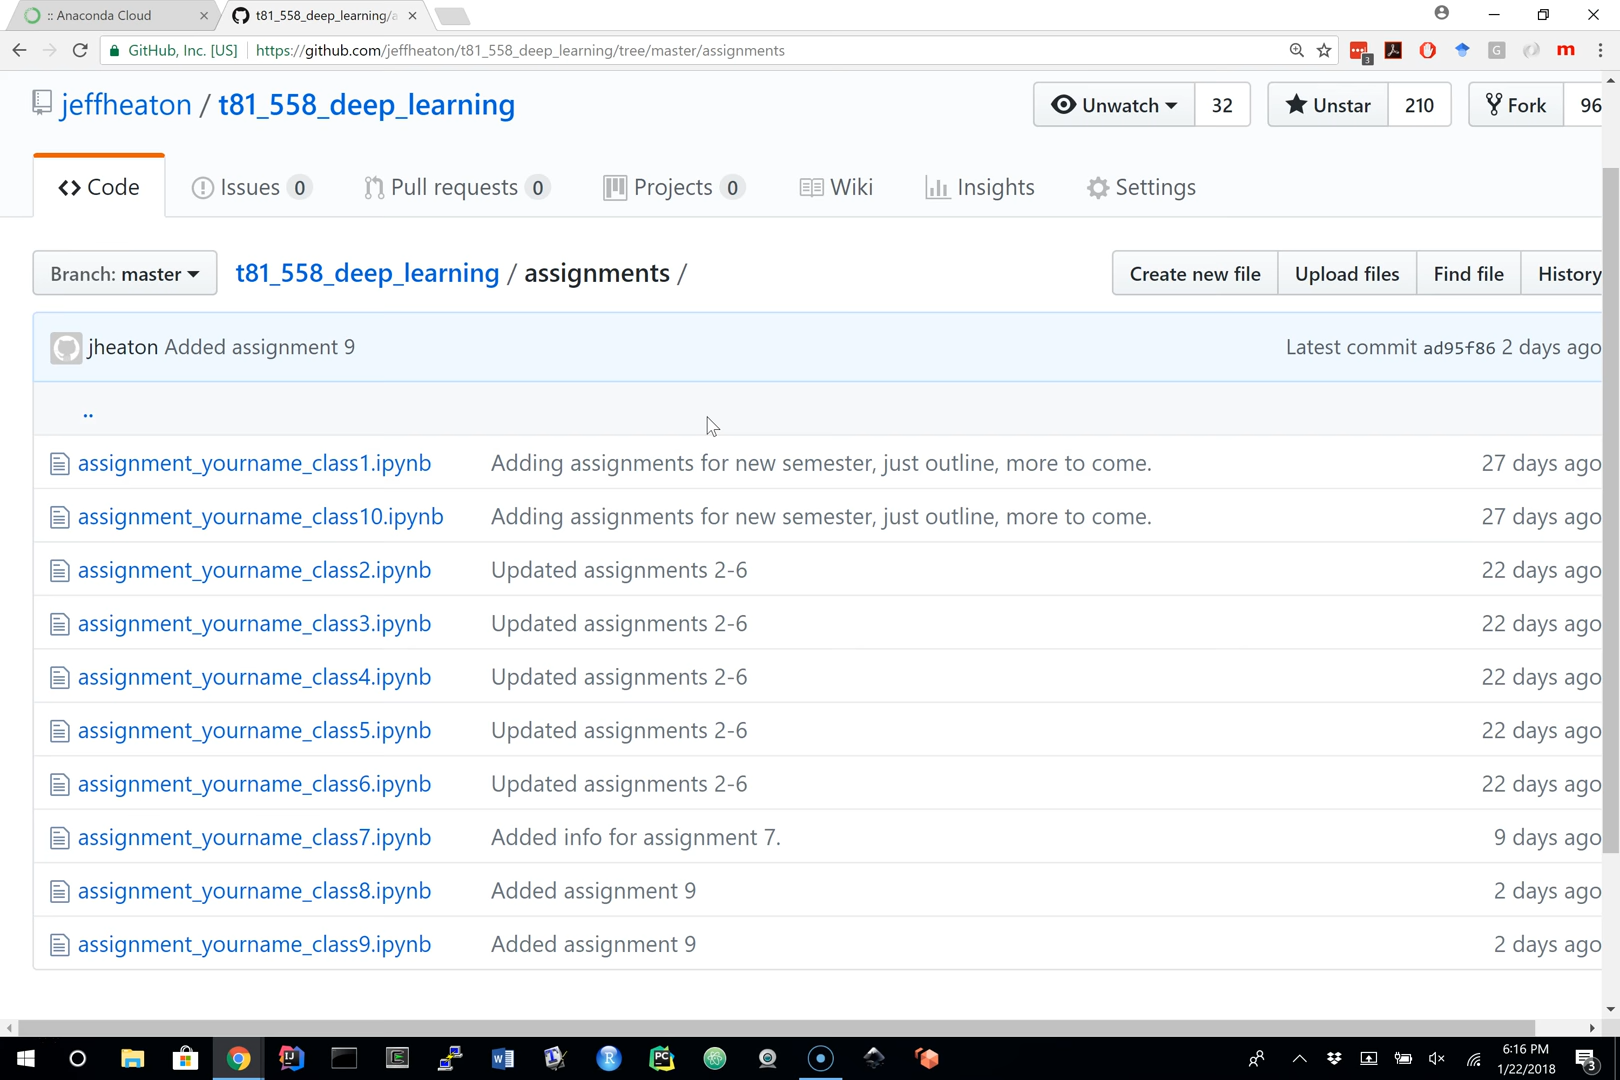 :: Anaconda Cloud
t81_558_deep_learning/a
GitHub, Inc. [US]
https://github.com/jeffheaton/t81_558_deep_learning/tree/master/assignments
3
G
m
jeffheaton / t81_558_deep_learning
Unwatch 32
Unstar 210
Fork 96
Code
Issues 0
Pull requests 0
Projects 0
Wiki
Insights
Settings
Branch: master
t81_558_deep_learning / assignments /
Create new file
Upload files
Find file
History
jheaton Added assignment 9
Latest commit ad95f86 2 days ago
..
assignment_yourname_class1.ipynb Adding assignments for new semester, just outline, more to come. 27 days ago
assignment_yourname_class10.ipynb Adding assignments for new semester, just outline, more to come. 27 days ago
assignment_yourname_class2.ipynb Updated assignments 2-6 22 days ago
assignment_yourname_class3.ipynb Updated assignments 2-6 22 days ago
assignment_yourname_class4.ipynb Updated assignments 2-6 22 days ago
assignment_yourname_class5.ipynb Updated assignments 2-6 22 days ago
assignment_yourname_class6.ipynb Updated assignments 2-6 22 days ago
assignment_yourname_class7.ipynb Added info for assignment 7. 9 days ago
assignment_yourname_class8.ipynb Added assignment 9 2 days ago
assignment_yourname_class9.ipynb Added assignment 9 2 days ago
IJ
W
R
PC
6:16 PM
1/22/2018
3